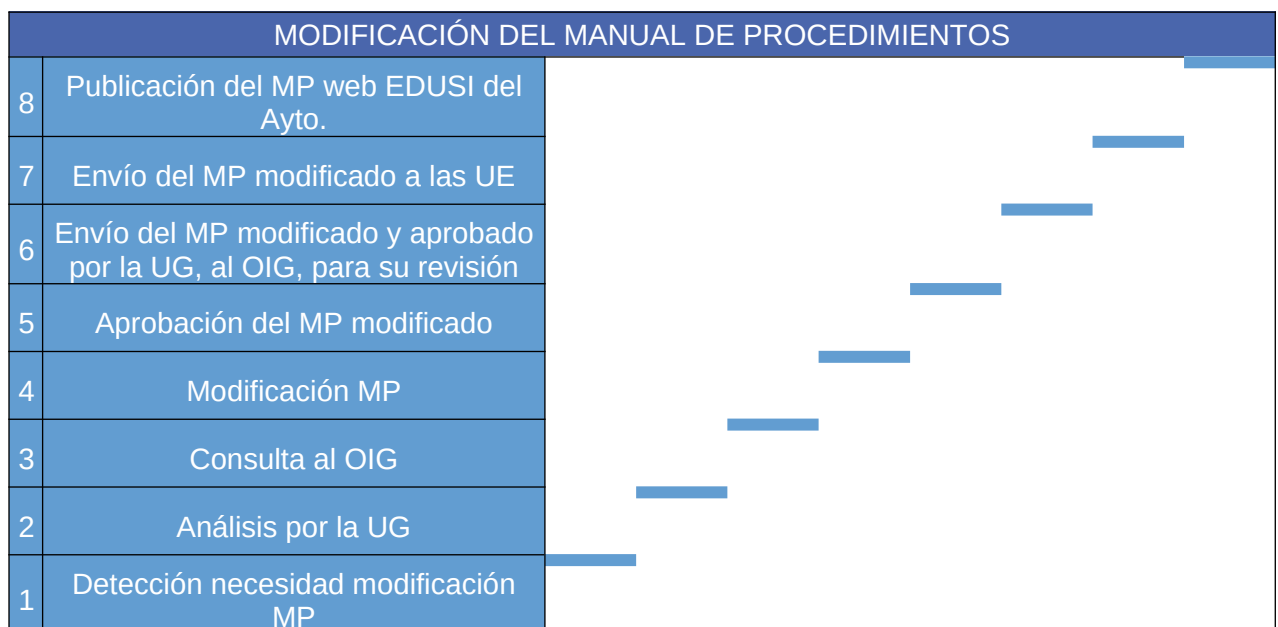 MODIFICACIÓN DEL MANUAL DE PROCEDIMIENTOS
8
Publicación del MP web EDUSI del
Ayto.
7
Envío del MP modificado a las UE
6
Envío del MP modificado y aprobado
por la UG, al OIG, para su revisión
5
Aprobación del MP modificado
4
Modificación MP
3
Consulta al OIG
2
Análisis por la UG
1
Detección necesidad modificación
MP